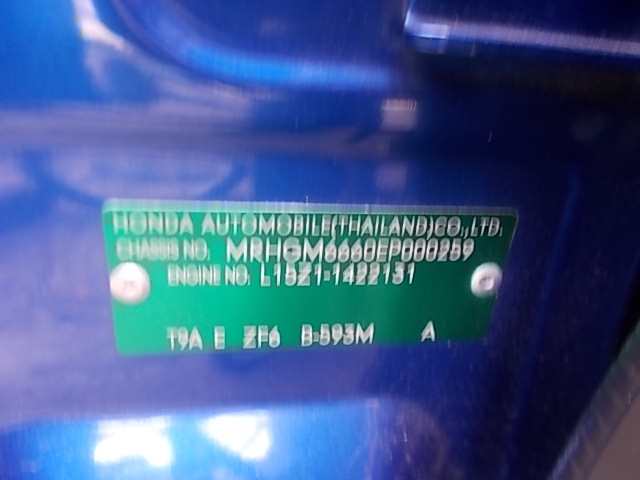 HONDA AUTOMOBILE(THAILAND)CO.,LTD.
CHASSIS NO: MRHGM6660EP000259
ENGINE NO: L15Z1-1422131
T9A E ZF6 B-593M A